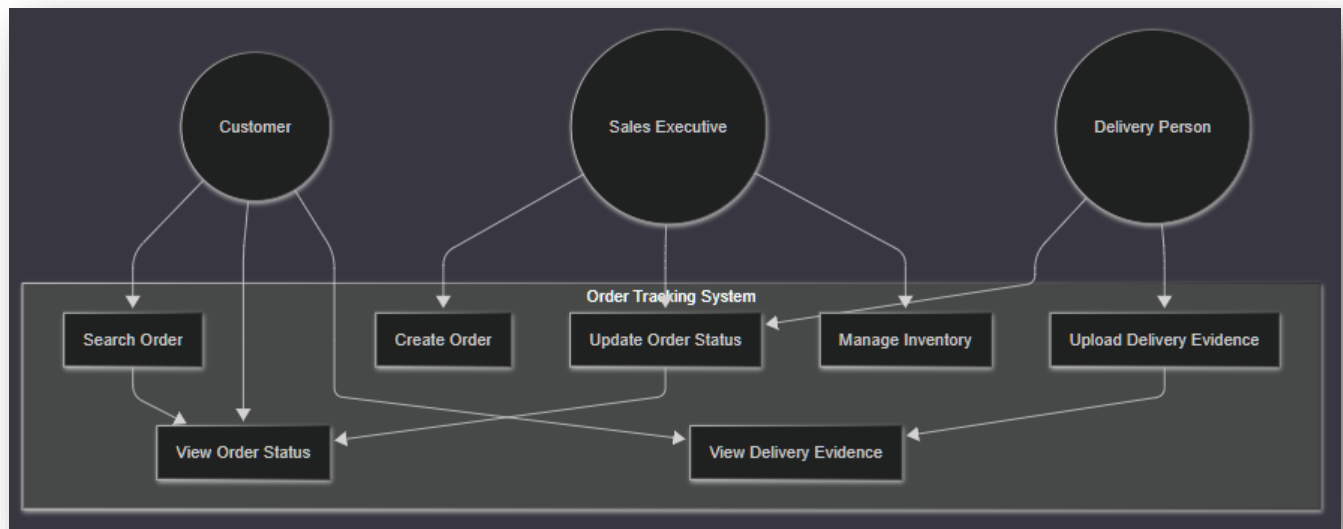 Customer
Sales Executive
Delivery Person
Order Tracking System
Search Order
Create Order
Update Order Status
Manage Inventory
Upload Delivery Evidence
View Order Status
View Delivery Evidence